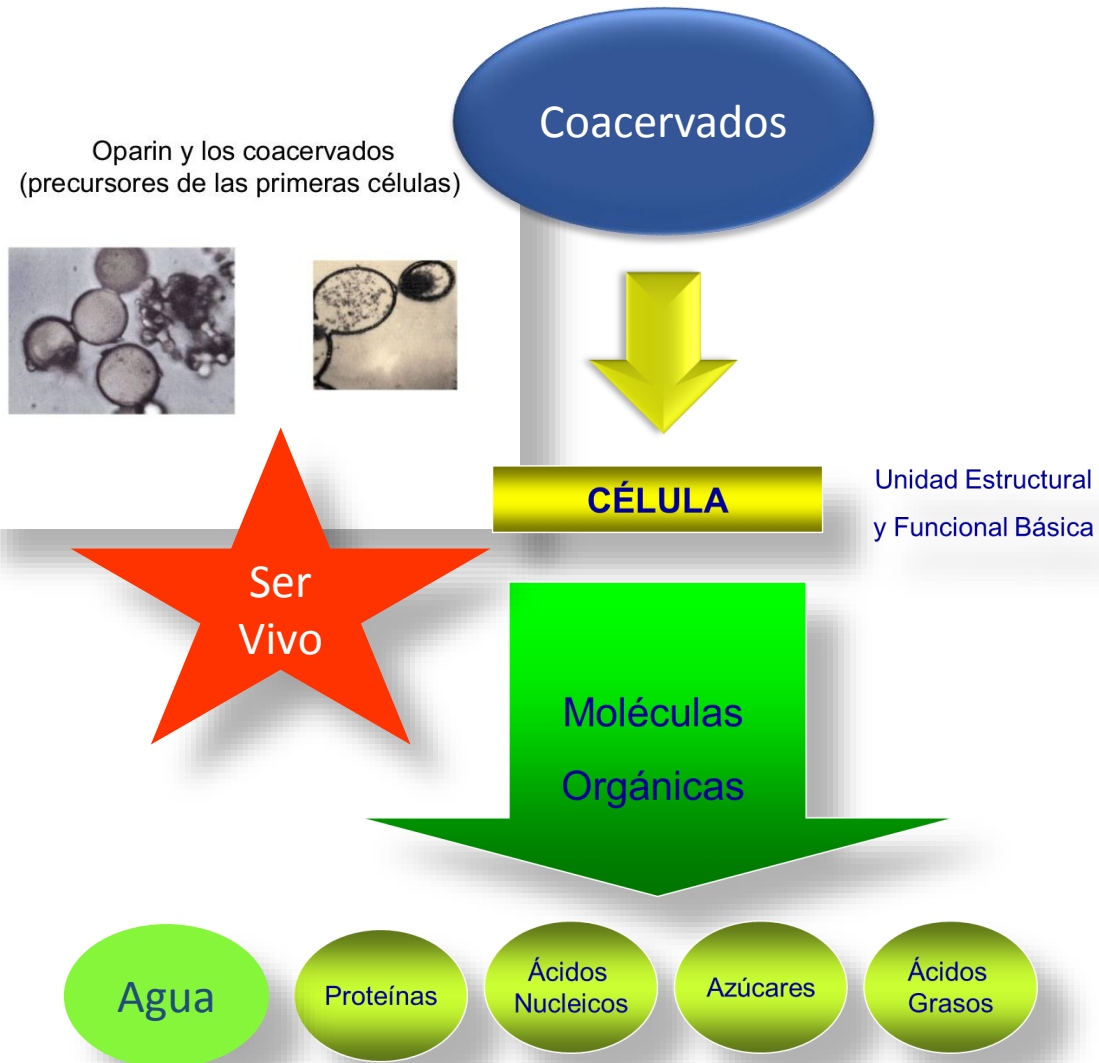 Coacervados
Oparin y los coacervados
(precursores de las primeras células)
CÉLULA
Unidad Estructural
y Funcional Básica
Ser
Vivo
Moléculas
Orgánicas
Agua
Proteínas
Ácidos
Nucleicos
Azúcares
Ácidos
Grasos